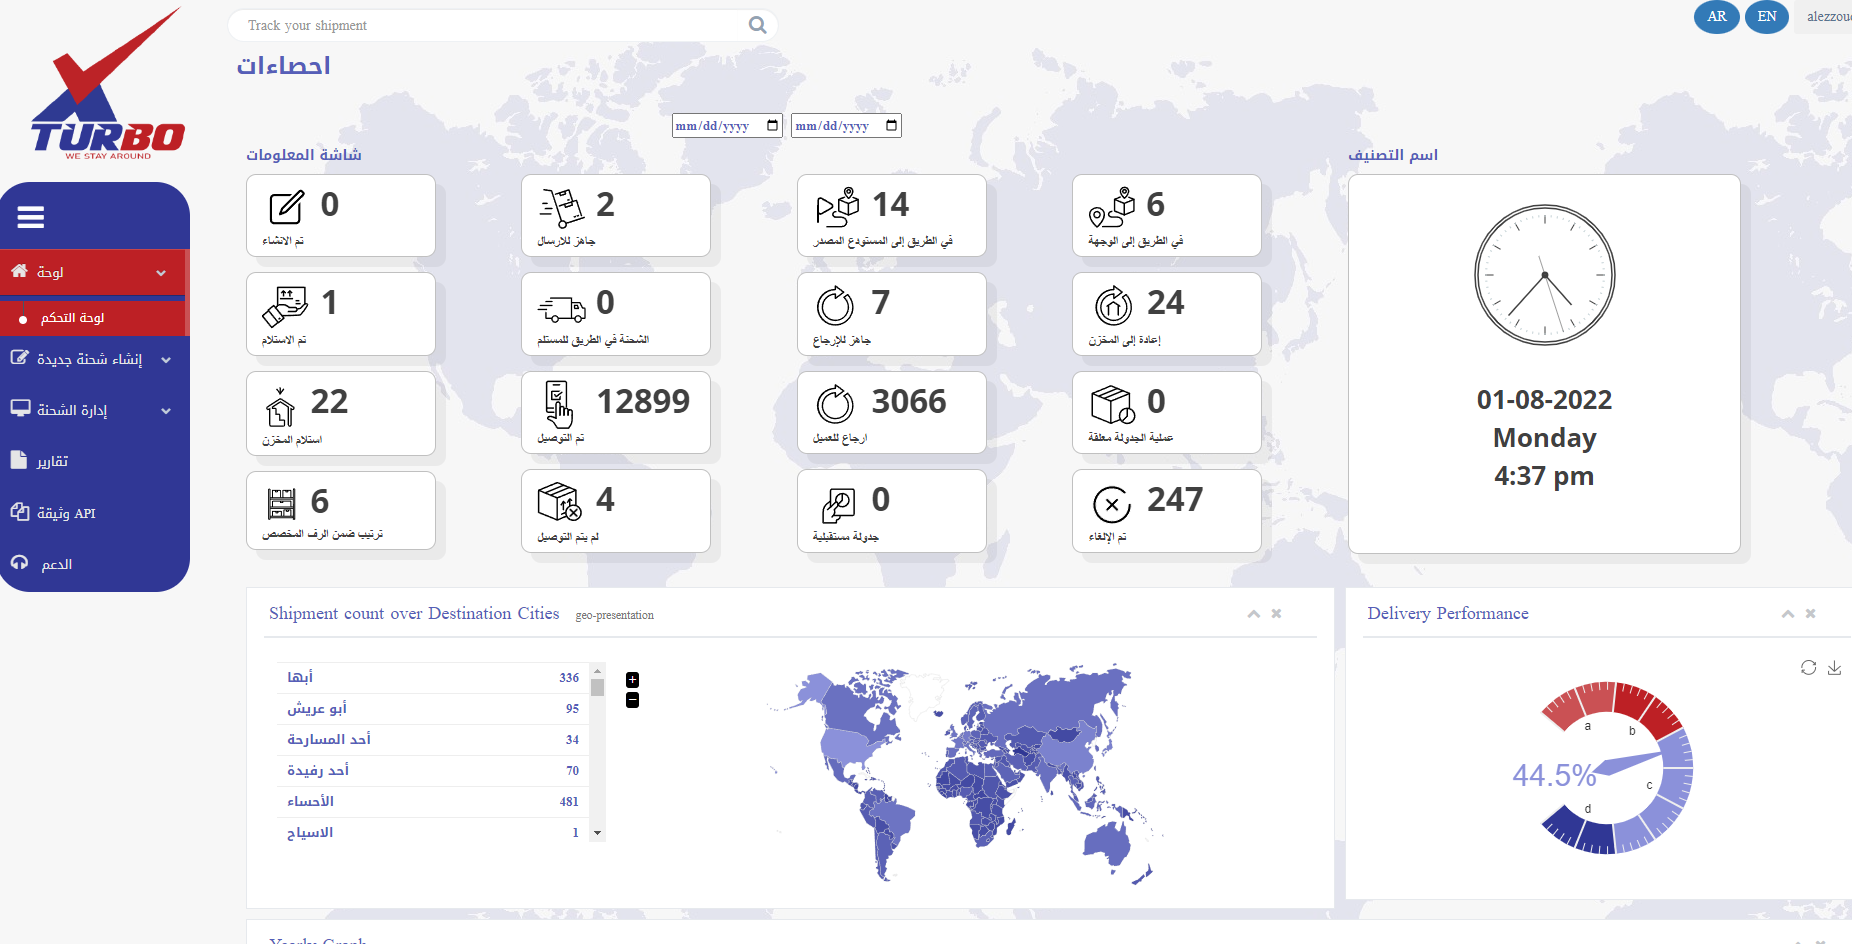 TURBO
WE STAY AROUND
Track your shipment
AR
EN
احصاءات
mm/dd/yyyy
mm/dd/yyyy
شاشة المعلومات
اسم التصنيف
0
تم الانشاء
2
جاهز للارسال
14
في الطريق إلى المستودع المصدر
6
في الطريق إلى الوجهة
1
تم الاستلام
0
الشحنة في الطريق للمستلم
7
جاهز للإرجاع
24
إعادة إلى المخزن
22
استلام المخزن
12899
تم التوصيل
3066
ارجاع للعميل
0
عملية الجدولة معلقة
6
ترتيب ضمن الرف المخصص
4
لم يتم التوصيل
0
جدولة مستقبلية
247
تم الإلغاء
01-08-2022
Monday
4:37 pm
لوحة
لوحة التحكم
إنشاء شحنة جديدة
إدارة الشحنة
تقارير
وثيقة API
الدعم
Shipment count over Destination Cities geo-presentation
أبها 336
أبو عريش 95
أحد المسارحة 34
أحد رفيدة 70
الأحساء 481
الاسياح 1
+
−
Delivery Performance
a
b
c
d
44.5%
Yearly Graph